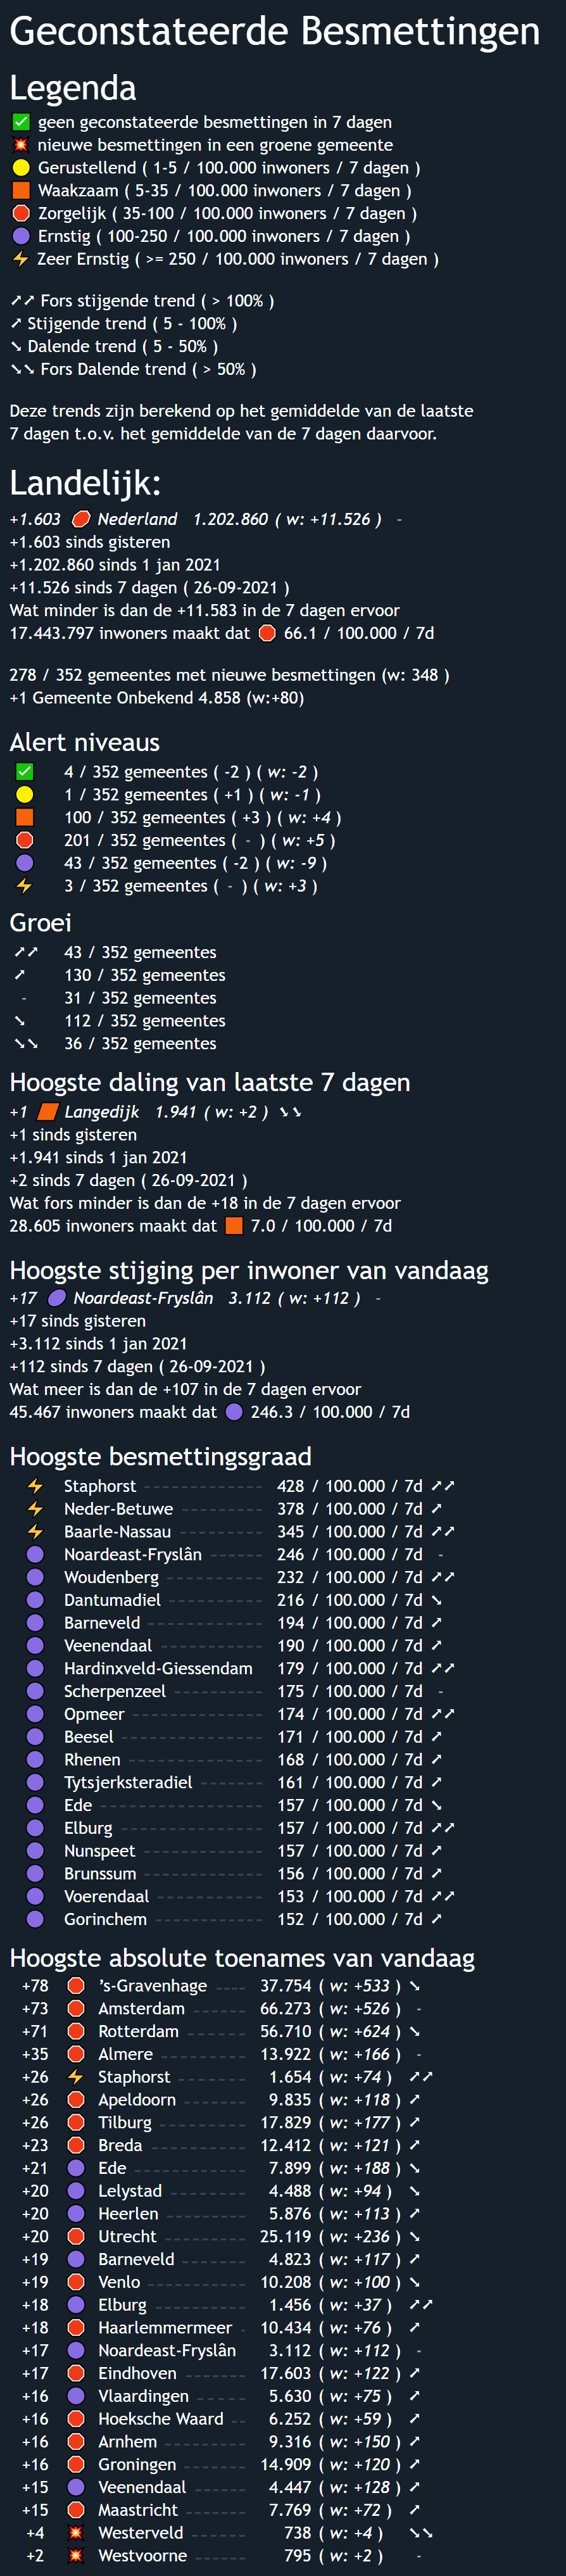 Geconstateerde Besmettingen
Legenda
✅ geen geconstateerde besmettingen in 7 dagen
💥 nieuwe besmettingen in een groene gemeente
Gerustellend ( 1-5 / 100.000 inwoners / 7 dagen )
Waakzaam ( 5-35 / 100.000 inwoners / 7 dagen )
Zorgelijk ( 35-100 / 100.000 inwoners / 7 dagen )
Ernstig ( 100-250 / 100.000 inwoners / 7 dagen )
Zeer Ernstig ( >= 250 / 100.000 inwoners / 7 dagen )
➚➚ Fors stijgende trend ( > 100% )
➚ Stijgende trend ( 5 - 100% )
➘ Dalende trend ( 5 - 50% )
➘➘ Fors Dalende trend ( > 50% )
Deze trends zijn berekend op het gemiddelde van de laatste
7 dagen t.o.v. het gemiddelde van de 7 dagen daarvoor.
Landelijk:
+1.603 Nederland 1.202.860 ( w: +11.526 ) -
+1.603 sinds gisteren
+1.202.860 sinds 1 jan 2021
+11.526 sinds 7 dagen ( 26-09-2021 )
Wat minder is dan de +11.583 in de 7 dagen ervoor
17.443.797 inwoners maakt dat 66.1 / 100.000 / 7d
278 / 352 gemeentes met nieuwe besmettingen (w: 348 )
+1 Gemeente Onbekend 4.858 (w:+80)
Alert niveaus
4 / 352 gemeentes ( -2 ) ( w: -2 )
1 / 352 gemeentes ( +1 ) ( w: -1 )
100 / 352 gemeentes ( +3 ) ( w: +4 )
201 / 352 gemeentes ( - ) ( w: +5 )
43 / 352 gemeentes ( -2 ) ( w: -9 )
3 / 352 gemeentes ( - ) ( w: +3 )
Groei
➚➚ 43 / 352 gemeentes
➚ 130 / 352 gemeentes
- 31 / 352 gemeentes
➘ 112 / 352 gemeentes
➘➘ 36 / 352 gemeentes
Hoogste daling van laatste 7 dagen
+1 Langedijk 1.941 ( w: +2 ) ➘➘
+1 sinds gisteren
+1.941 sinds 1 jan 2021
+2 sinds 7 dagen ( 26-09-2021 )
Wat fors minder is dan de +18 in de 7 dagen ervoor
28.605 inwoners maakt dat 7.0 / 100.000 / 7d
Hoogste stijging per inwoner van vandaag
+17 Noardeast-Fryslân 3.112 ( w: +112 ) -
+17 sinds gisteren
+3.112 sinds 1 jan 2021
+112 sinds 7 dagen ( 26-09-2021 )
Wat meer is dan de +107 in de 7 dagen ervoor
45.467 inwoners maakt dat 246.3 / 100.000 / 7d
Hoogste besmettingsgraad
Staphorst 428 / 100.000 / 7d ➚➚
Neder-Betuwe 378 / 100.000 / 7d ➚
Baarle-Nassau 345 / 100.000 / 7d ➚➚
Noardeast-Fryslân 246 / 100.000 / 7d -
Woudenberg 232 / 100.000 / 7d ➚➚
Dantumadiel 216 / 100.000 / 7d ➘
Barneveld 194 / 100.000 / 7d ➚
Veenendaal 190 / 100.000 / 7d ➚
Hardinxveld-Giessendam 179 / 100.000 / 7d ➚➚
Scherpenzeel 175 / 100.000 / 7d -
Opmeer 174 / 100.000 / 7d ➚➚
Beesel 171 / 100.000 / 7d ➚
Rhenen 168 / 100.000 / 7d ➚
Tytsjerksteradiel 161 / 100.000 / 7d ➚
Ede 157 / 100.000 / 7d ➘
Elburg 157 / 100.000 / 7d ➚➚
Nunspeet 157 / 100.000 / 7d ➚
Brunssum 156 / 100.000 / 7d ➚
Voerendaal 153 / 100.000 / 7d ➚➚
Gorinchem 152 / 100.000 / 7d ➚
Hoogste absolute toenames van vandaag
+78 's-Gravenhage 37.754 ( w: +533 ) ➘
+73 Amsterdam 66.273 ( w: +526 ) -
+71 Rotterdam 56.710 ( w: +624 ) ➘
+35 Almere 13.922 ( w: +166 ) -
+26 Staphorst 1.654 ( w: +74 ) ➚➚
+26 Apeldoorn 9.835 ( w: +118 ) ➚
+26 Tilburg 17.829 ( w: +177 ) ➚
+23 Breda 12.412 ( w: +121 ) ➚
+21 Ede 7.899 ( w: +188 ) ➘
+20 Lelystad 4.488 ( w: +94 ) ➘
+20 Heerlen 5.876 ( w: +113 ) ➚
+20 Utrecht 25.119 ( w: +236 ) ➘
+19 Barneveld 4.823 ( w: +117 ) ➚
+19 Venlo 10.208 ( w: +100 ) ➘
+18 Elburg 1.456 ( w: +37 ) ➚➚
+18 Haarlemmermeer 10.434 ( w: +76 ) ➚
+17 Noardeast-Fryslân 3.112 ( w: +112 ) -
+17 Eindhoven 17.603 ( w: +122 ) ➚
+16 Vlaardingen 5.630 ( w: +75 ) ➚
+16 Hoeksche Waard 6.252 ( w: +59 ) ➚
+16 Arnhem 9.316 ( w: +150 ) ➚
+16 Groningen 14.909 ( w: +120 ) ➚
+15 Veenendaal 4.447 ( w: +128 ) ➚
+15 Maastricht 7.769 ( w: +72 ) ➚
+4 Westerveld 738 ( w: +4 ) ➘➘
+2 Westvoorne 795 ( w: +2 ) -